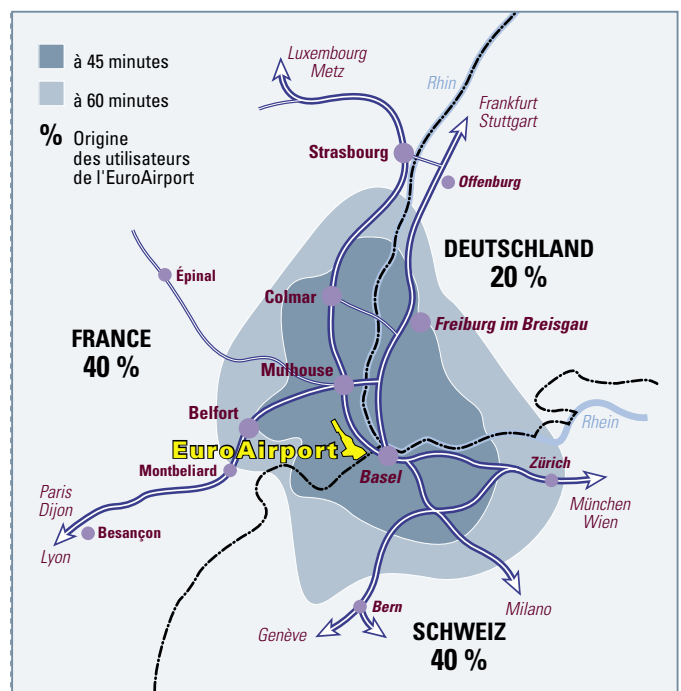 à 45 minutes
à 60 minutes
% Origine
des utilisateurs
de l'EuroAirport
Luxembourg
Metz
Rhin
Frankfurt
Stuttgart
Strasbourg
Offenburg
DEUTSCHLAND
20 %
Épinal
Colmar
Freiburg im Breisgau
FRANCE
40 %
Mulhouse
Belfort
Rhein
EuroAirport
Basel
Zürich
Montbeliard
Paris
Dijon
Besançon
Lyon
München
Wien
Bern
Milano
Genève
SCHWEIZ
40 %